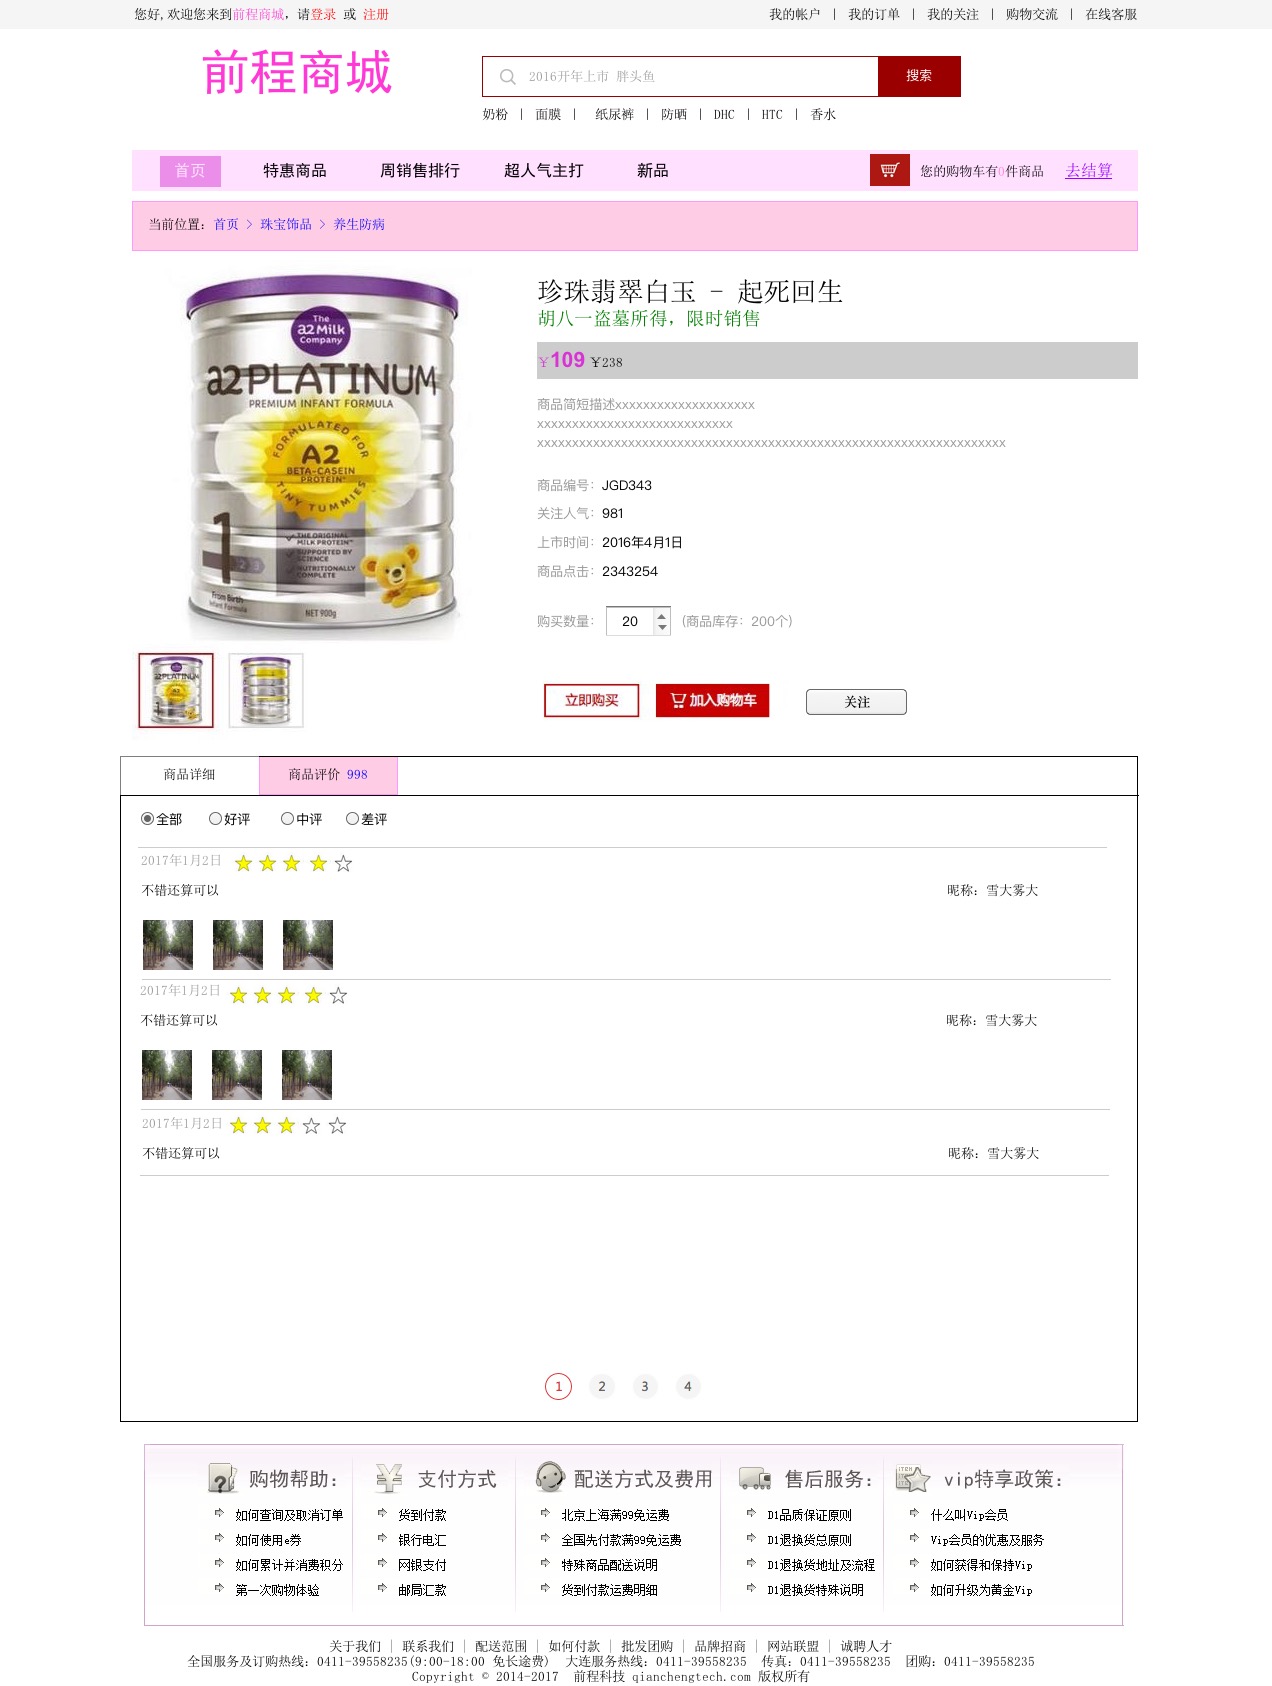 您好,欢迎您来到前程商城，请登录 或 注册
我的帐户 | 我的订单 | 我的关注 | 购物交流 | 在线客服
前程商城
2016开年上市 胖头鱼
搜索
奶粉 | 面膜 | 纸尿裤 | 防晒 | DHC | HTC | 香水
首页 特惠商品 周销售排行 超人气主打 新品
您的购物车有0件商品 去结算
当前位置：首页 > 珠宝饰品 > 养生防病
The
a2 Milk
Company
a2 PLATINUM
PREMIUM INFANT FORMULA
FORMULATED FOR
A2
BETA-CASEIN
PROTEIN
TINY TUMMIES
1
THE ORIGINAL
MILK PROTEIN
SUPPORTED BY
SCIENCE
NUTRITIONALLY
COMPLETE
From Birth
Infant Formula
NET 900g
珍珠翡翠白玉 - 起死回生
胡八一盗墓所得，限时销售
¥109 ¥238
商品简短描述xxxxxxxxxxxxxxxxxxxx
xxxxxxxxxxxxxxxxxxxxxxxxxxxx
xxxxxxxxxxxxxxxxxxxxxxxxxxxxxxxxxxxxxxxxxxxxxxxxxxxxxxxxxxxxxxxxxxx
商品编号：JGD343
关注人气：981
上市时间：2016年4月1日
商品点击：2343254
购买数量： 20 (商品库存：200个)
立即购买 加入购物车 关注
商品详细 商品评价 998
全部 好评 中评 差评
2017年1月2日
不错还算可以 昵称：雪大雾大
2017年1月2日
不错还算可以 昵称：雪大雾大
2017年1月2日
不错还算可以 昵称：雪大雾大
1 2 3 4
购物帮助： 支付方式 配送方式及费用 售后服务： vip特享政策：
如何查询及取消订单 货到付款 北京上海满99免运费 D1品质保证原则 什么叫Vip会员
如何使用e券 银行电汇 全国先付款满99免运费 D1退换货总原则 Vip会员的优惠及服务
如何累计并消费积分 网银支付 特殊商品配送说明 D1退换货地址及流程 如何获得和保持Vip
第一次购物体验 邮局汇款 货到付款运费明细 D1退换货特殊说明 如何升级为黄金Vip
关于我们 | 联系我们 | 配送范围 | 如何付款 | 批发团购 | 品牌招商 | 网站联盟 | 诚聘人才
全国服务及订购热线：0411-39558235(9:00-18:00 免长途费) 大连服务热线：0411-39558235 传真：0411-39558235 团购：0411-39558235
Copyright © 2014-2017 前程科技 qianchengtech.com 版权所有